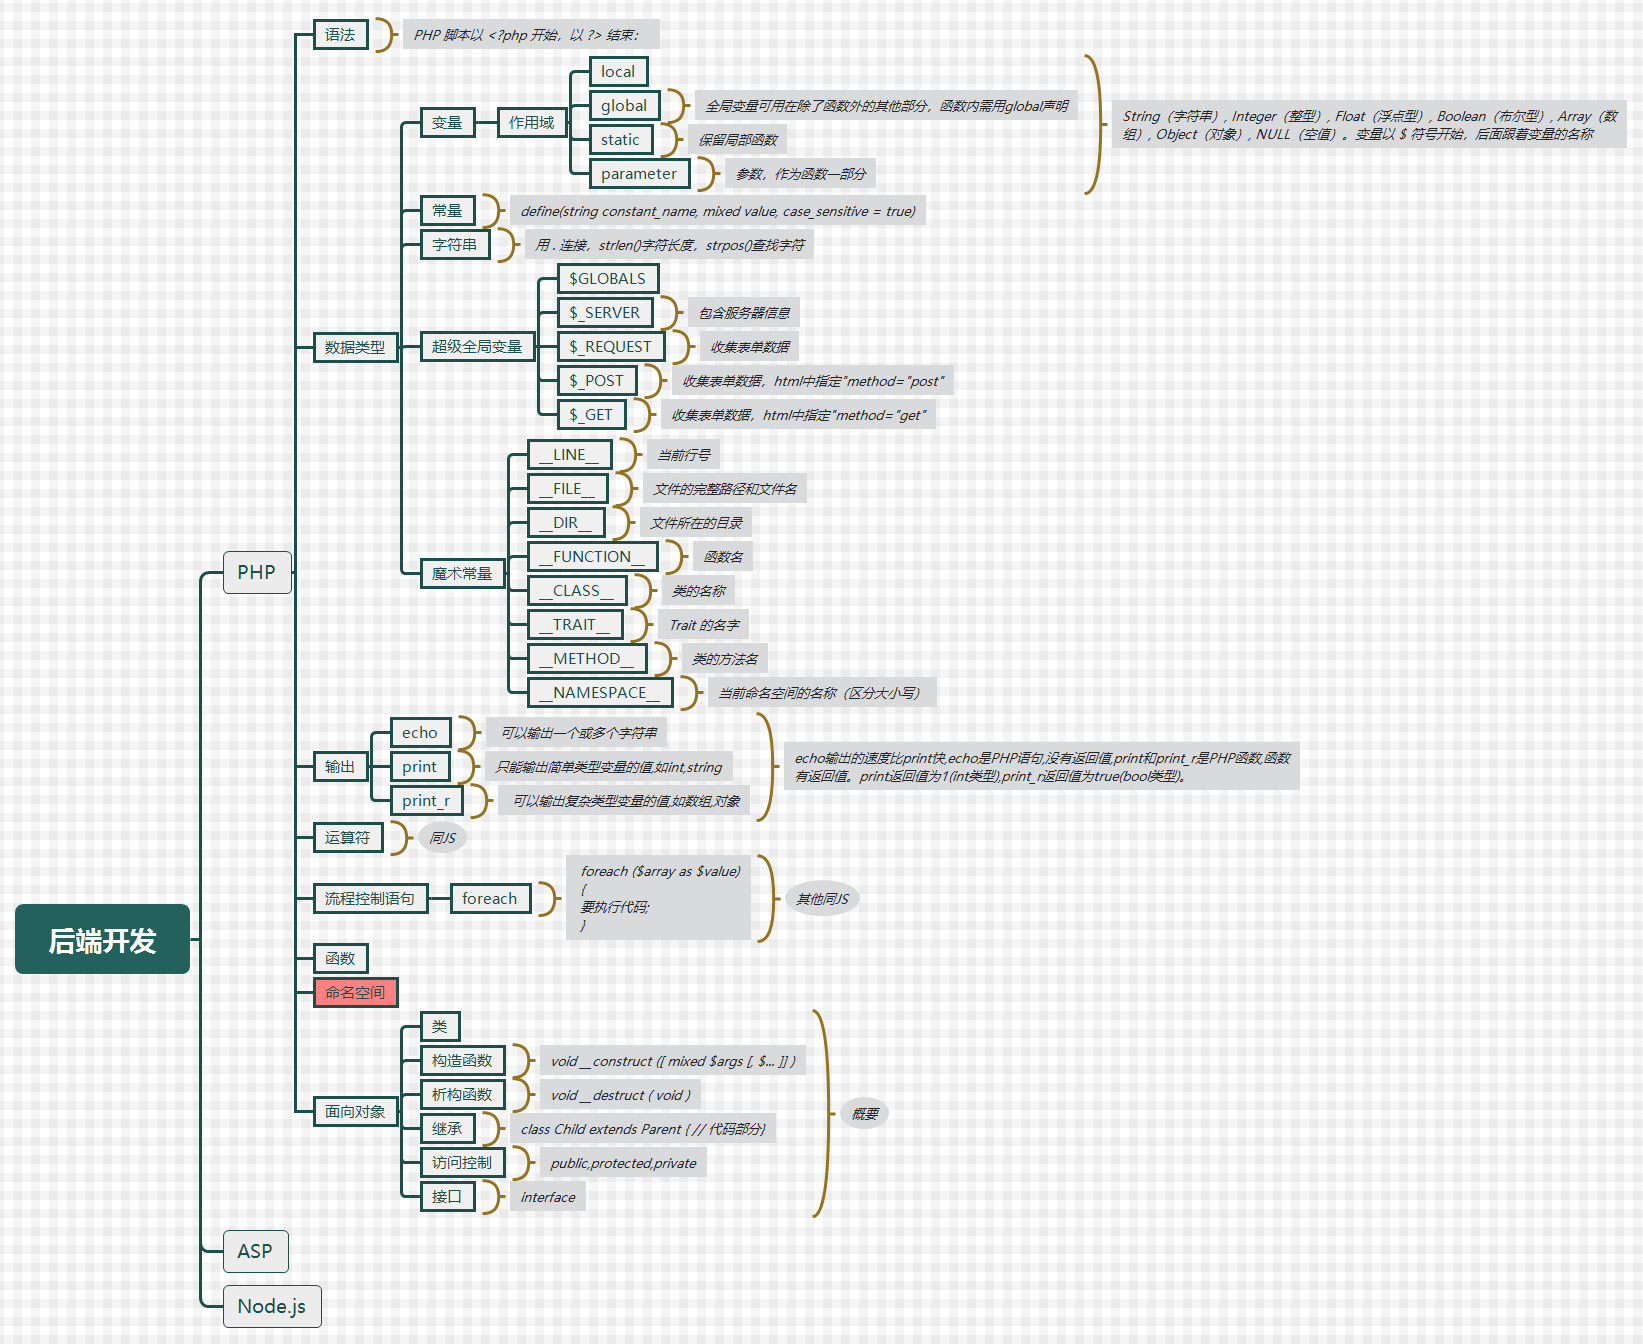 语法
PHP 脚本以 <?php 开始，以 ?> 结束：
local
global
全局变量可用在除了函数外的其他部分，函数内需用global声明
变量
作用域
static
保留局部函数
parameter
参数，作为函数一部分
String（字符串）, Integer（整型）, Float（浮点型）, Boolean（布尔型）, Array（数
组）, Object（对象）, NULL（空值）。变量以 $ 符号开始，后面跟着变量的名称
常量
define(string constant_name, mixed value, case_sensitive = true)
字符串
用 . 连接，strlen()字符长度，strpos()查找字符
数据类型
超级全局变量
$GLOBALS
$_SERVER
包含服务器信息
$_REQUEST
收集表单数据
$_POST
收集表单数据，html中指定"method="post"
$_GET
收集表单数据，html中指定"method="get"
魔术常量
__LINE__
当前行号
__FILE__
文件的完整路径和文件名
__DIR__
文件所在的目录
__FUNCTION__
函数名
__CLASS__
类的名称
__TRAIT__
Trait 的名字
__METHOD__
类的方法名
__NAMESPACE__
当前命名空间的名称（区分大小写）
PHP
输出
echo
可以输出一个或多个字符串
print
只能输出简单类型变量的值,如int,string
print_r
可以输出复杂类型变量的值,如数组,对象
echo输出的速度比print快,echo是PHP语句,没有返回值,print和print_r是PHP函数,函数
有返回值。print返回值为1(int类型),print_r返回值为true(bool类型)。
运算符
同JS
流程控制语句
foreach
foreach ($array as $value)
{
要执行代码;
}
其他同JS
后端开发
函数
命名空间
面向对象
类
构造函数
void __construct ([ mixed $args [, $... ]] )
析构函数
void __destruct ( void )
继承
class Child extends Parent { // 代码部分}
访问控制
public,protected,private
接口
interface
概要
ASP
Node.js